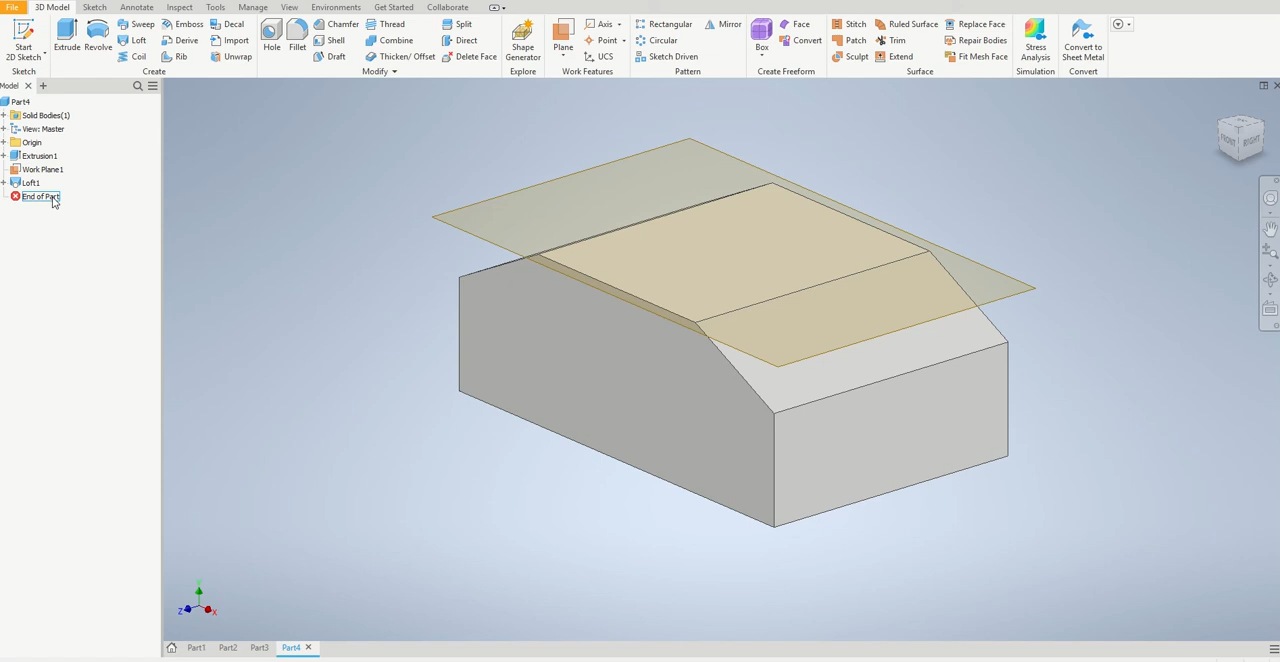 File 3D Model Sketch Annotate Inspect Tools Manage View Environments Get Started Collaborate
Start 2D Sketch
Sketch
Extrude Revolve
Sweep Emboss Decal
Loft Derive Import
Coil Rib Unwrap
Create
Hole Fillet
Chamfer Thread Split
Shell Combine Direct
Draft Thicken/ Offset Delete Face
Modify
Shape Generator
Explore
Plane
Axis
Point
UCS
Work Features
Rectangular Mirror
Circular
Sketch Driven
Pattern
Box
Face
Convert
Create Freeform
Stitch Ruled Surface Replace Face
Patch Trim Repair Bodies
Sculpt Extend Fit Mesh Face
Surface
Stress Analysis
Simulation
Convert to Sheet Metal
Convert
Model
Part4
Solid Bodies(1)
View: Master
Origin
Extrusion1
Work Plane1
Loft1
End of Part
FRONT RIGHT
Y
Z X
Part1 Part2 Part3 Part4